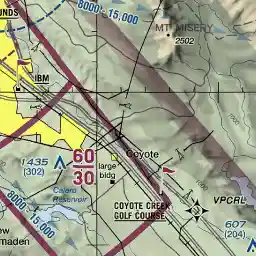 8000 - 15,000
UNDS
MT MISERY
2502
IBM
1435
(302)
60
30
large
bldg
Coyote
Calero
Reservoir
COYOTE CREEK
GOLF COURSE
VPCRL
607
(204)
8000 - 15,000
ew
maden